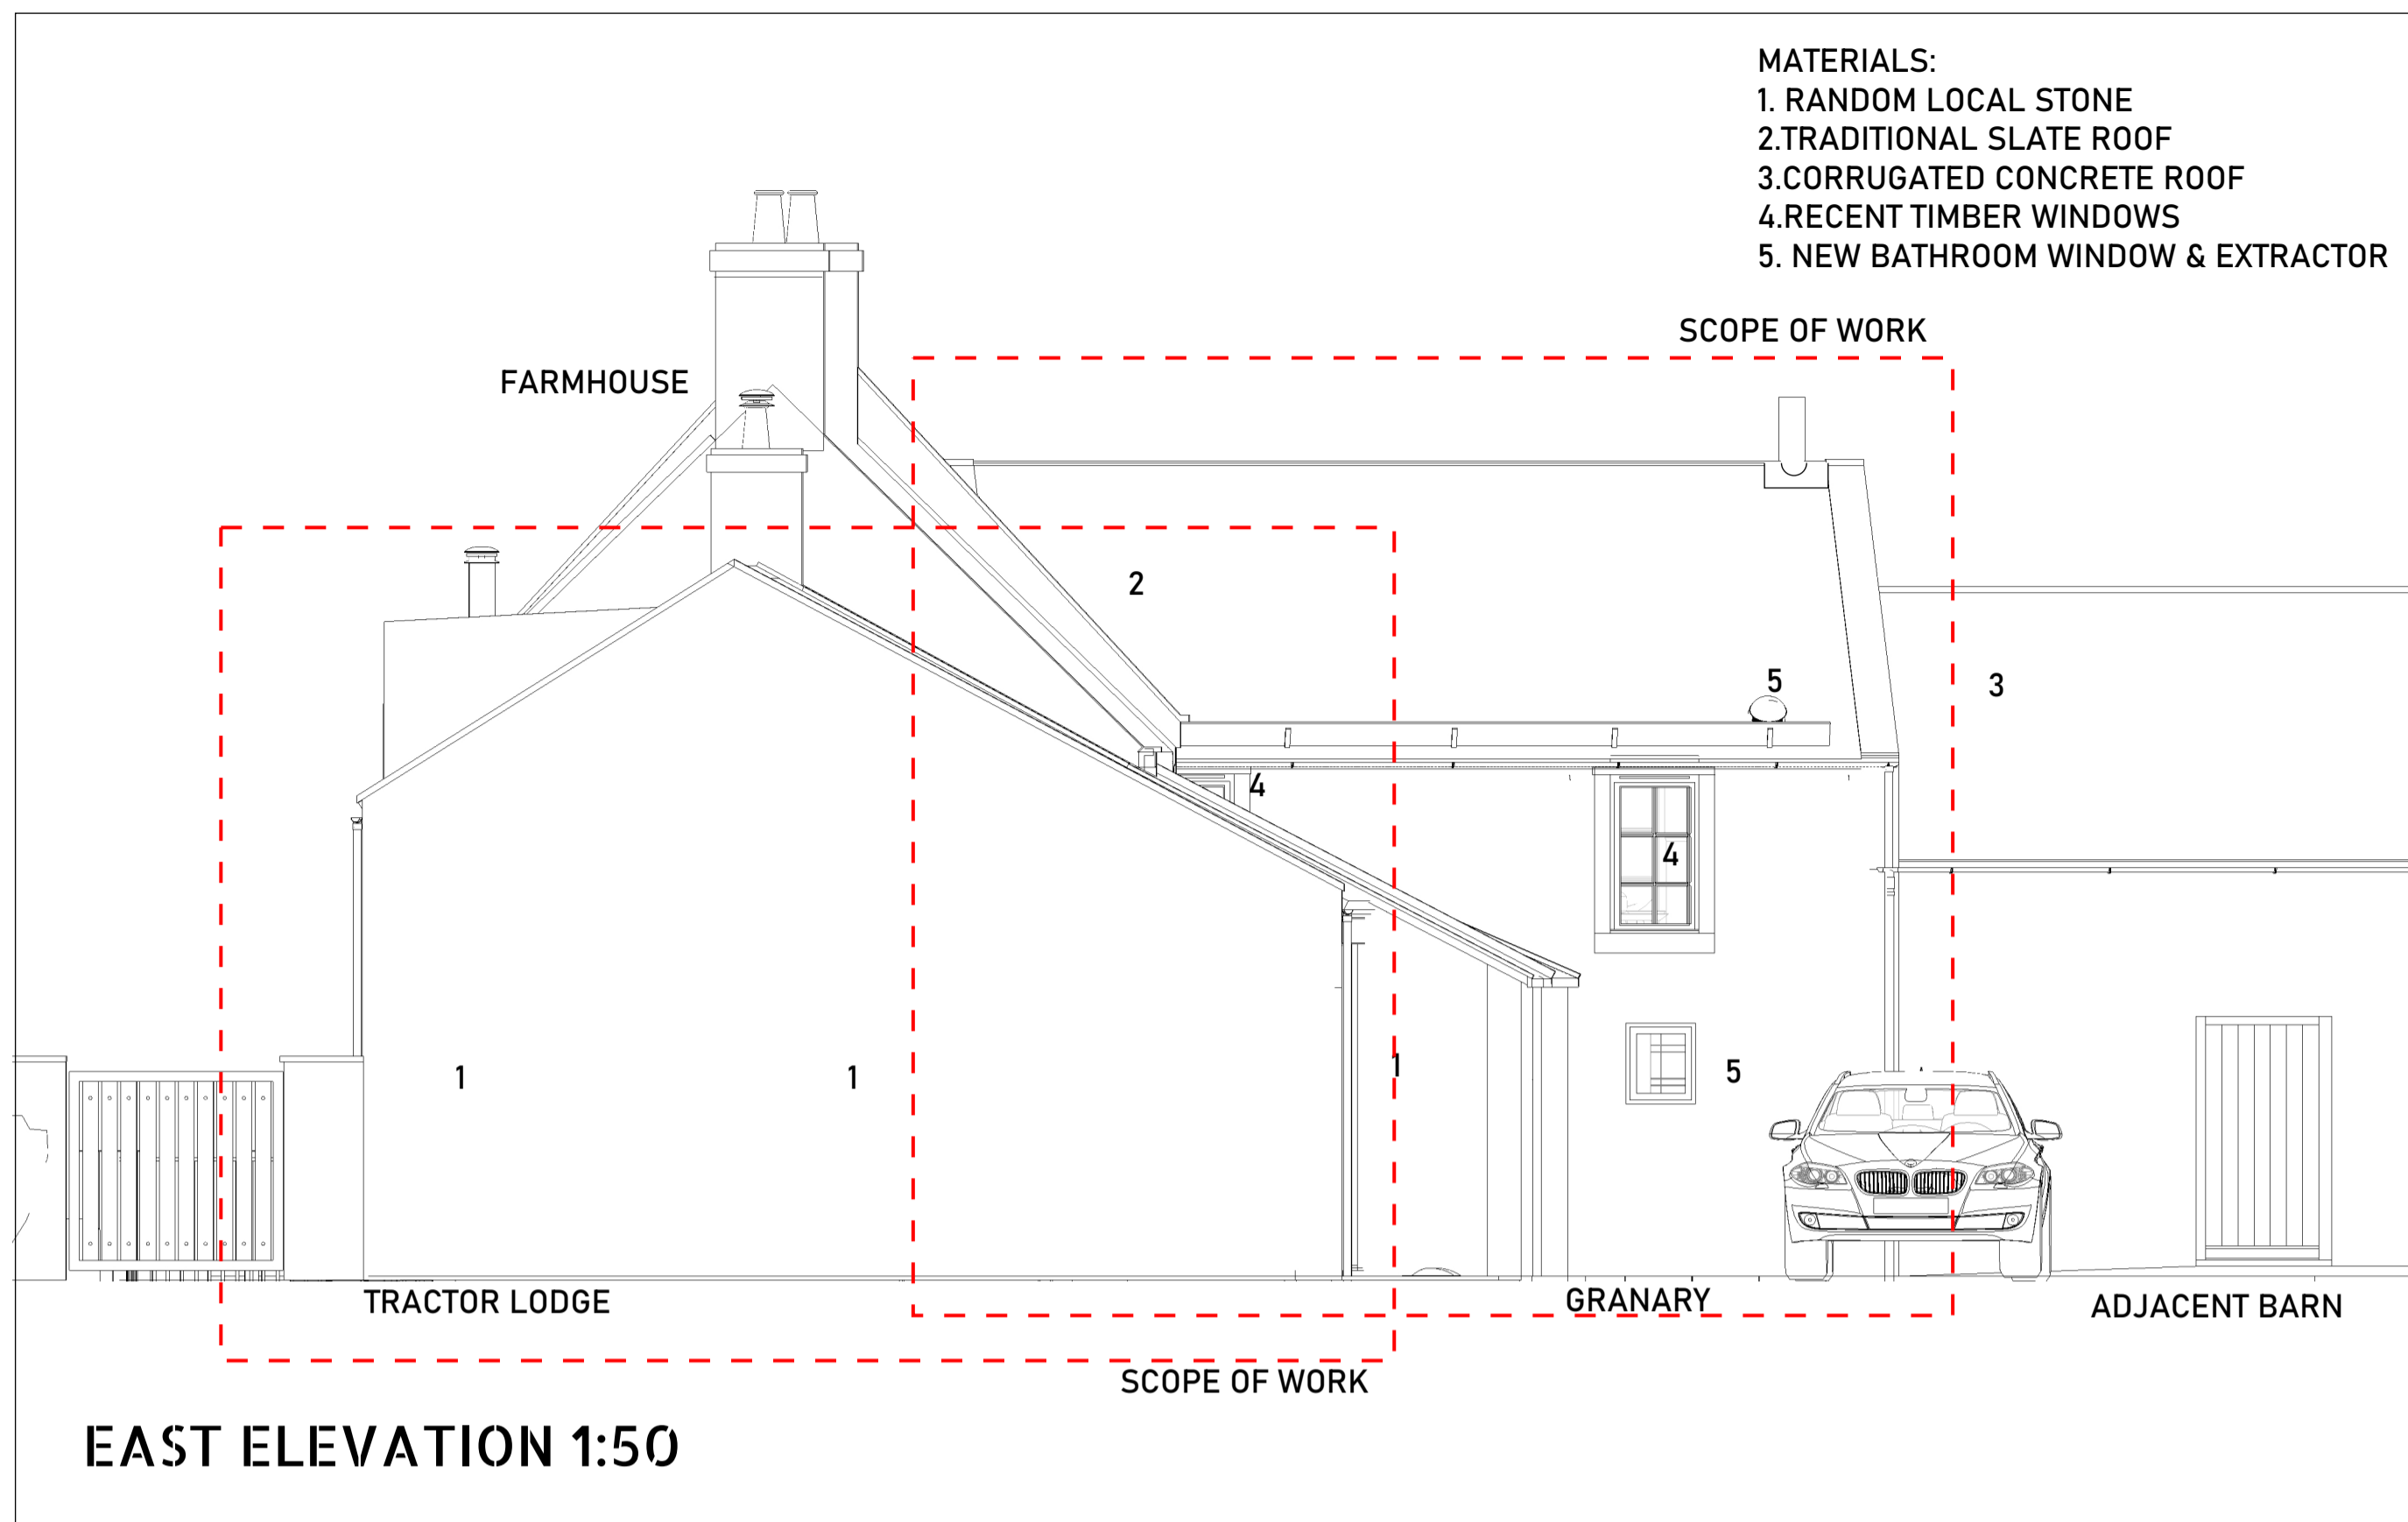 MATERIALS:
1. RANDOM LOCAL STONE
2.TRADITIONAL SLATE ROOF
3.CORRUGATED CONCRETE ROOF
4.RECENT TIMBER WINDOWS
5. NEW BATHROOM WINDOW & EXTRACTOR
SCOPE OF WORK
FARMHOUSE
2
5
3
4
4
1
1
1
5
TRACTOR LODGE
GRANARY
ADJACENT BARN
SCOPE OF WORK
EAST ELEVATION 1:50